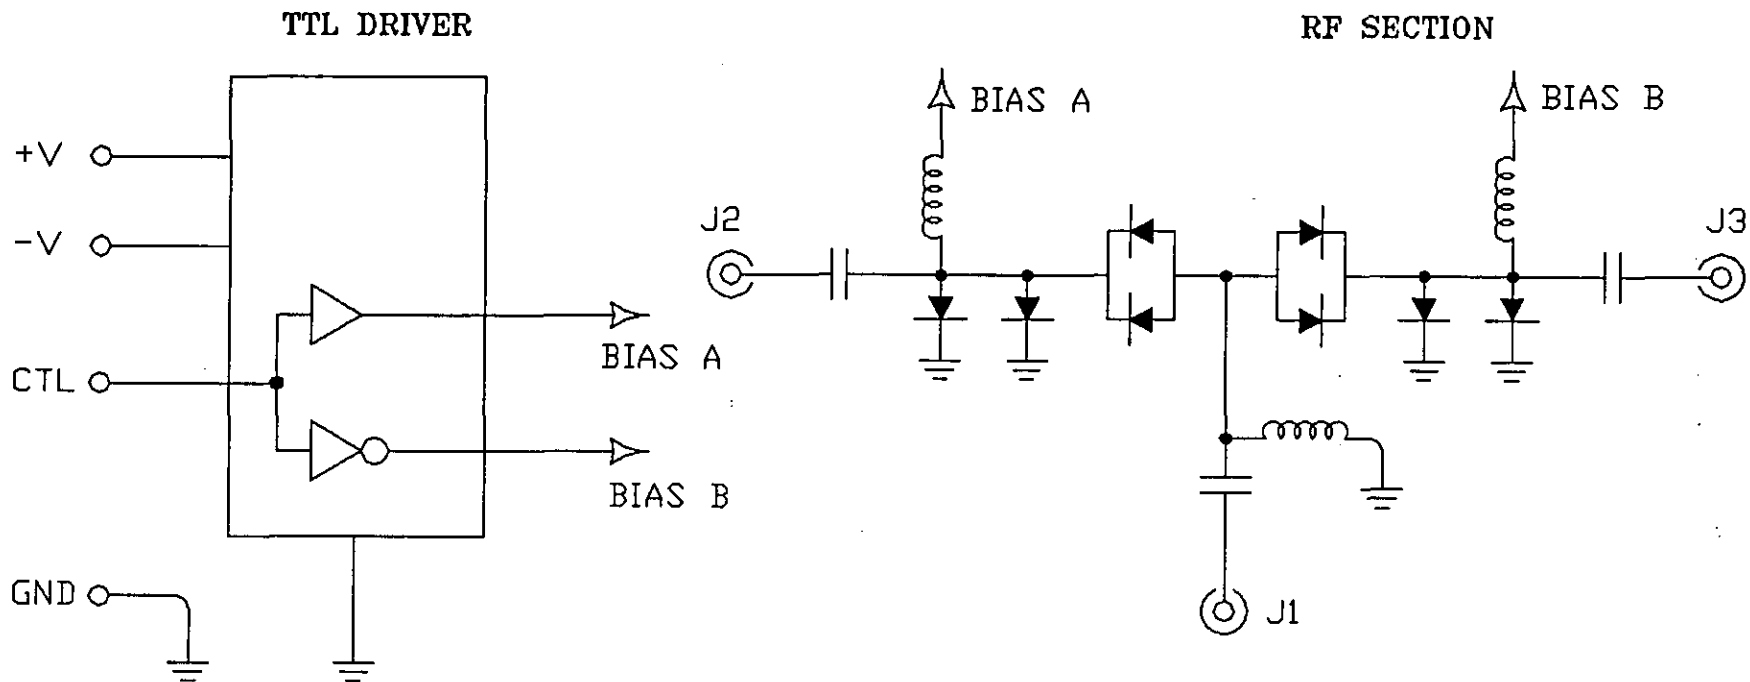 TTL DRIVER
RF SECTION
+V
-V
CTL
GND
BIAS A
BIAS B
BIAS A
BIAS B
J2
J3
J1